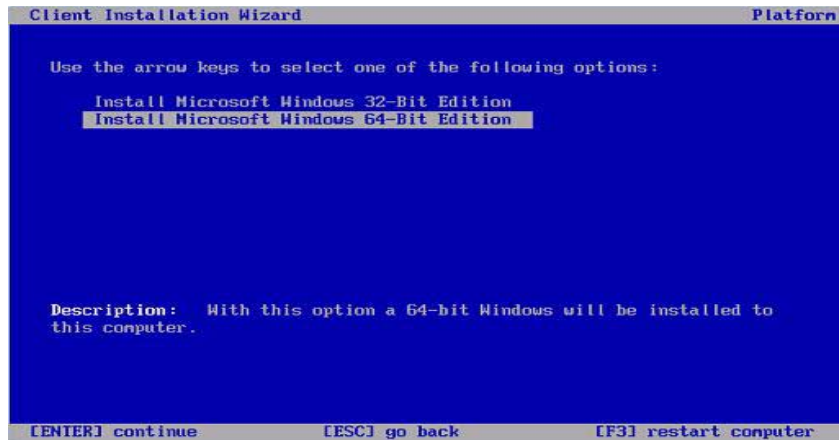 Client Installation Wizard Platform
Use the arrow keys to select one of the following options:
Install Microsoft Windows 32-Bit Edition
Install Microsoft Windows 64-Bit Edition
Description: With this option a 64-bit Windows will be installed to
this computer.
[ENTER] continue [ESC] go back [F3] restart computer